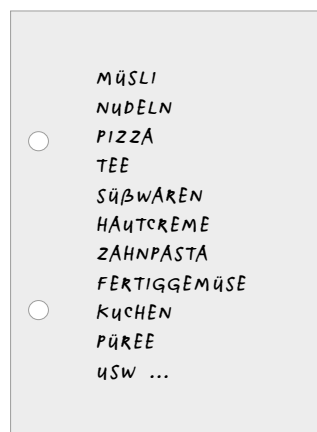 MÜSLI
NUDELN
PIZZA
TEE
SÜßWAREN
HAUTCREME
ZAHNPASTA
FERTIGGEMÜSE
KUCHEN
PÜREE
USW ...